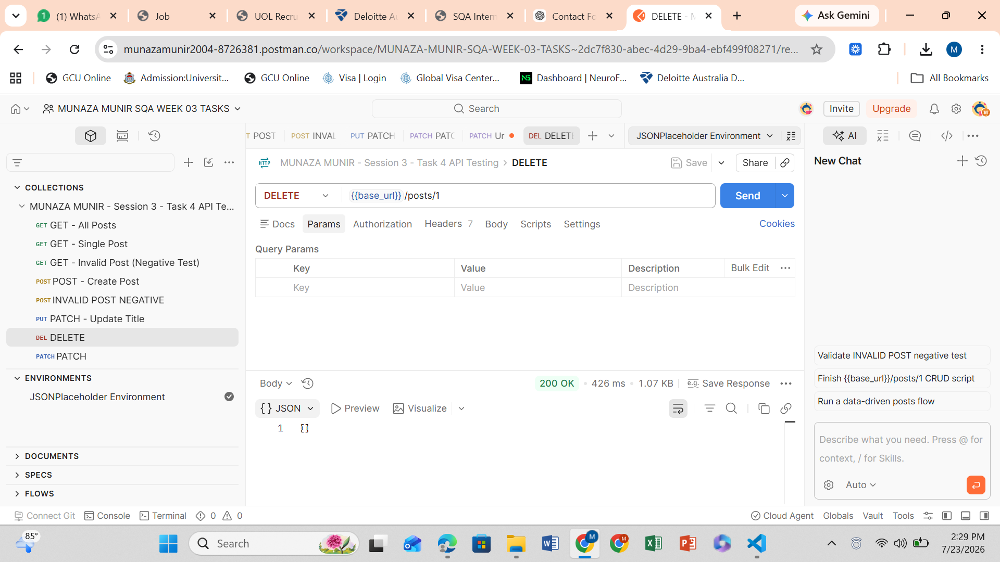 1 (1) WhatsA
Job
UOL Recru
Deloitte Au
SQA Intern
Contact Fo
DELETE - M
Ask Gemini
munazamunir2004-8726381.postman.co/workspace/MUNAZA-MUNIR-SQA-WEEK-03-TASKS~2dc7f830-abec-4d29-9ba4-ebf499f08271/re...
M
GCU Online
Admission:Universit...
GCU Online
Visa | Login
Global Visa Center...
Dashboard | NeuroF...
Deloitte Australia D...
All Bookmarks
MUNAZA MUNIR SQA WEEK 03 TASKS
Search
Invite
Upgrade
M
T POST
POST INVAL
PUT PATCH
PATCH PATC
PATCH Ur
DEL DELETE
JSONPlaceholder Environment
AI
HTTP
MUNAZA MUNIR - Session 3 - Task 4 API Testing > DELETE
Save
Share
New Chat
COLLECTIONS
MUNAZA MUNIR - Session 3 - Task 4 API Te...
GET GET - All Posts
GET GET - Single Post
GET GET - Invalid Post (Negative Test)
POST POST - Create Post
POST INVALID POST NEGATIVE
PUT PATCH - Update Title
DEL DELETE
PATCH PATCH
ENVIRONMENTS
JSONPlaceholder Environment
DOCUMENTS
SPECS
FLOWS
DELETE
{{base_url}}/posts/1
Send
Docs
Params
Authorization
Headers 7
Body
Scripts
Settings
Cookies
Query Params
Key
Value
Description
Bulk Edit
Key
Value
Description
Body
200 OK
426 ms
1.07 KB
e.g. Save Response
{} JSON
Preview
Visualize
1 {}
Validate INVALID POST negative test
Finish {{base_url}}/posts/1 CRUD script
Run a data-driven posts flow
Describe what you need. Press @ for
context, / for Skills.
Auto
Connect Git
Console
Terminal
0
0
Cloud Agent
Globals
Vault
Tools
85°
Search
M
M
2:29 PM
7/23/2026